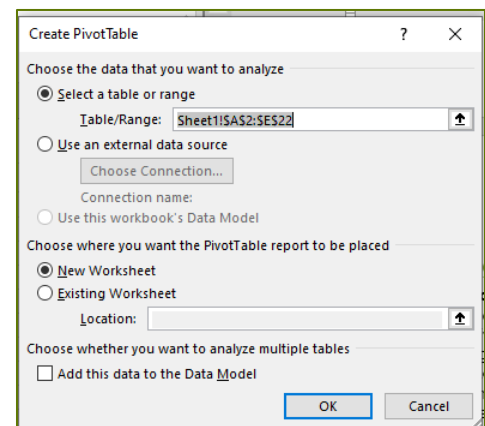 Create PivotTable ? ×
Choose the data that you want to analyze
Select a table or range
Table/Range: Sheet1!$A$2:$E$22
Use an external data source
Choose Connection...
Connection name:
Use this workbook's Data Model
Choose where you want the PivotTable report to be placed
New Worksheet
Existing Worksheet
Location:
Choose whether you want to analyze multiple tables
Add this data to the Data Model
OK Cancel